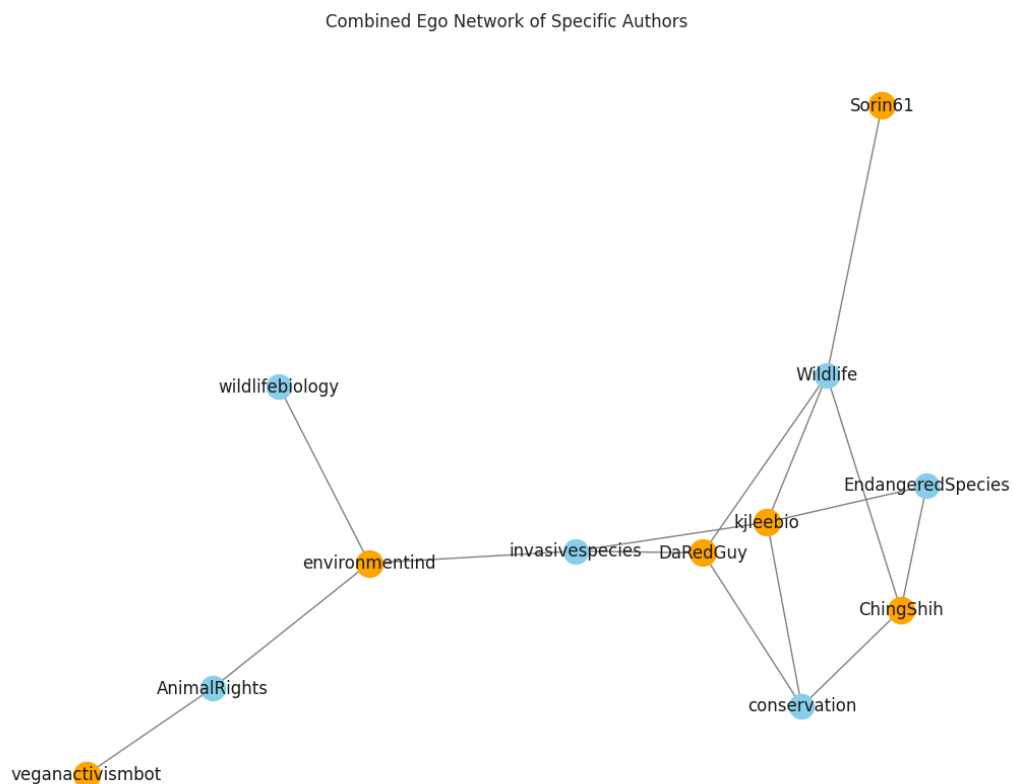 Combined Ego Network of Specific Authors
Sorin61
Wildlife
wildlifebiology
EndangeredSpecies
kjleebio
invasivespecies
DaRedGuy
environmentind
ChingShih
AnimalRights
conservation
veganactivismbot